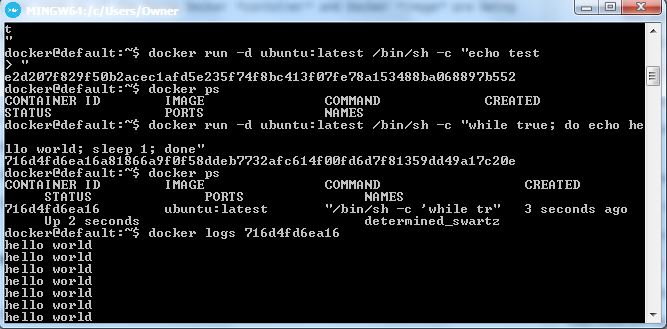 MINGW64:/c/Users/Owner
t
"
docker@default:~$ docker run -d ubuntu:latest /bin/sh -c "echo test
> "
e2d207f829f50b2acec1afd5e235f74f8bc413f07fe78a153488ba068897b552
docker@default:~$ docker ps
CONTAINER ID        IMAGE               COMMAND             CREATED
STATUS              PORTS               NAMES
docker@default:~$ docker run -d ubuntu:latest /bin/sh -c "while true; do echo he
llo world; sleep 1; done"
716d4fd6ea16a81866a9f0f58ddeb7732afc614f00fd6d7f81359dd49a17c20e
docker@default:~$ docker ps
CONTAINER ID        IMAGE               COMMAND                  CREATED
STATUS              PORTS               NAMES
716d4fd6ea16        ubuntu:latest       "/bin/sh -c 'while tr"   3 seconds ago
Up 2 seconds                            determined_swartz
docker@default:~$ docker logs 716d4fd6ea16
hello world
hello world
hello world
hello world
hello world
hello world
hello world